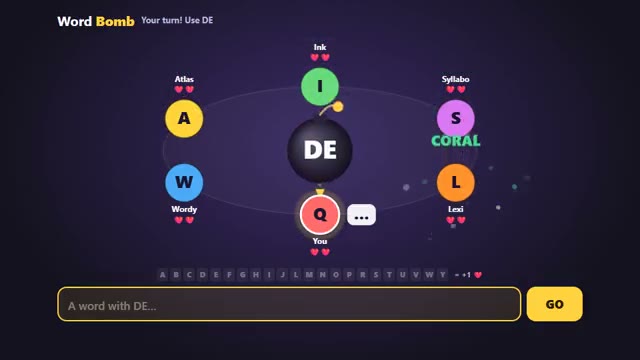 Word Bomb Your turn! Use DE
Ink
I
Atlas
A
Syllabo
S
CORAL
DE
W
Wordy
L
Lexi
Q
...
You
A B C D E F G H I J L M N O P R S T U V W Y = +1
A word with DE...
GO